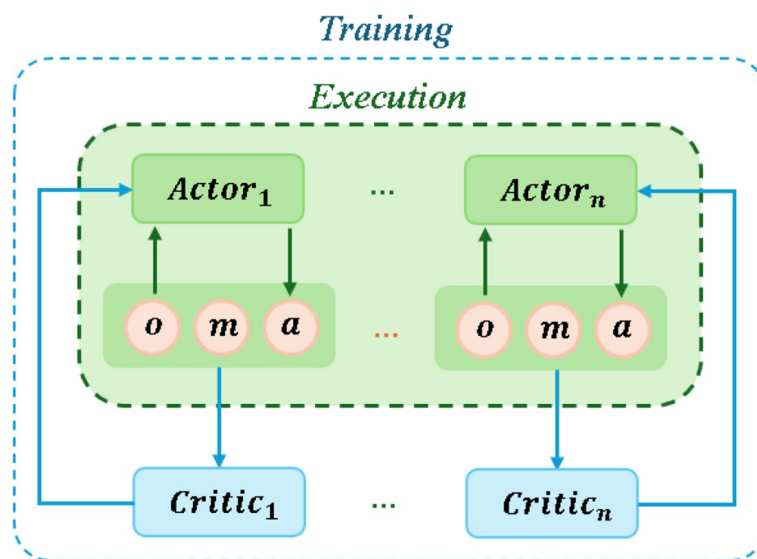 Training
Execution
Actor₁ ... Actorₙ
o m a ... o m a
Critic₁ ... Criticₙ